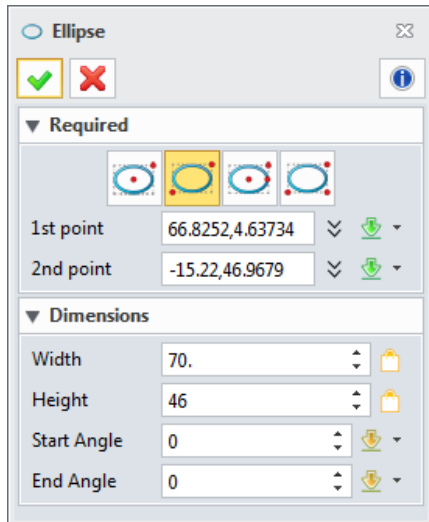 Ellipse
Required
1st point 66.8252,4.63734
2nd point -15.22,46.9679
Dimensions
Width 70.
Height 46
Start Angle 0
End Angle 0